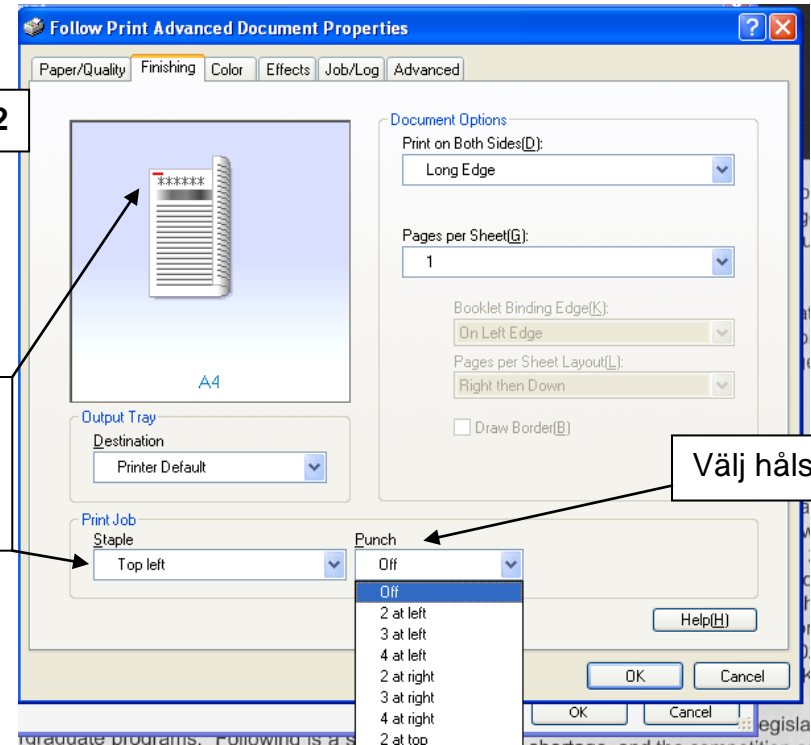 Follow Print Advanced Document Properties
Paper/Quality Finishing Color Effects Job/Log Advanced
2
******
A4
Document Options
Print on Both Sides(D):
Long Edge
Pages per Sheet(G):
1
Booklet Binding Edge(K):
On Left Edge
Pages per Sheet Layout(L):
Right then Down
Draw Border(B)
Output Tray
Destination
Printer Default
Välj håls
Print Job
Staple
Top left
Punch
Off
Off
2 at left
3 at left
4 at left
2 at right
3 at right
4 at right
2 at top
Help(H)
OK Cancel
OK Cancel
egisla
programs. Following is a s